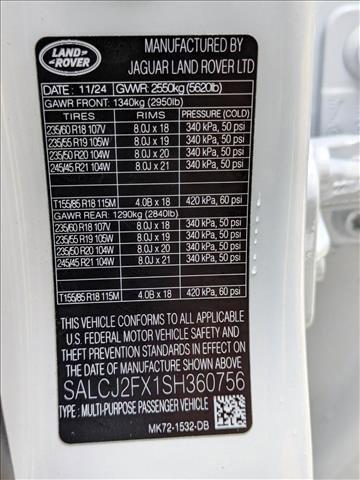 LAND-
-ROVER
MANUFACTURED BY
JAGUAR LAND ROVER LTD
DATE : 11/24 GVWR: 2550kg (5620lb)
GAWR FRONT: 1340kg (2950lb)
TIRES RIMS PRESSURE (COLD)
235/60 R18 107V 8.0J x 18 340 kPa, 50 psi
235/55 R19 105W 8.0J x 19 340 kPa, 50 psi
235/50 R20 104W 8.0J x 20 340 kPa, 50 psi
245/45 R21 104W 8.0J x 21 340 kPa, 50 psi
T155/85 R18 115M 4.0B x 18 420 kPa, 60 psi
GAWR REAR: 1290kg (2840lb)
235/60 R18 107V 8.0J x 18 340 kPa, 50 psi
235/55 R19 105W 8.0J x 19 340 kPa, 50 psi
235/50 R20 104W 8.0J x 20 340 kPa, 50 psi
245/45 R21 104W 8.0J x 21 340 kPa, 50 psi
T155/85 R18 115M 4.0B x 18 420 kPa, 60 psi
THIS VEHICLE CONFORMS TO ALL APPLICABLE
U.S. FEDERAL MOTOR VEHICLE SAFETY
AND THEFT PREVENTION STANDARDS IN EFFECT ON
THE DATE OF MANUFACTURE SHOWN ABOVE
SALCJ2FX1SH360756
TYPE : MULTI-PURPOSE PASSENGER VEHICLE
MK72-1532-DB